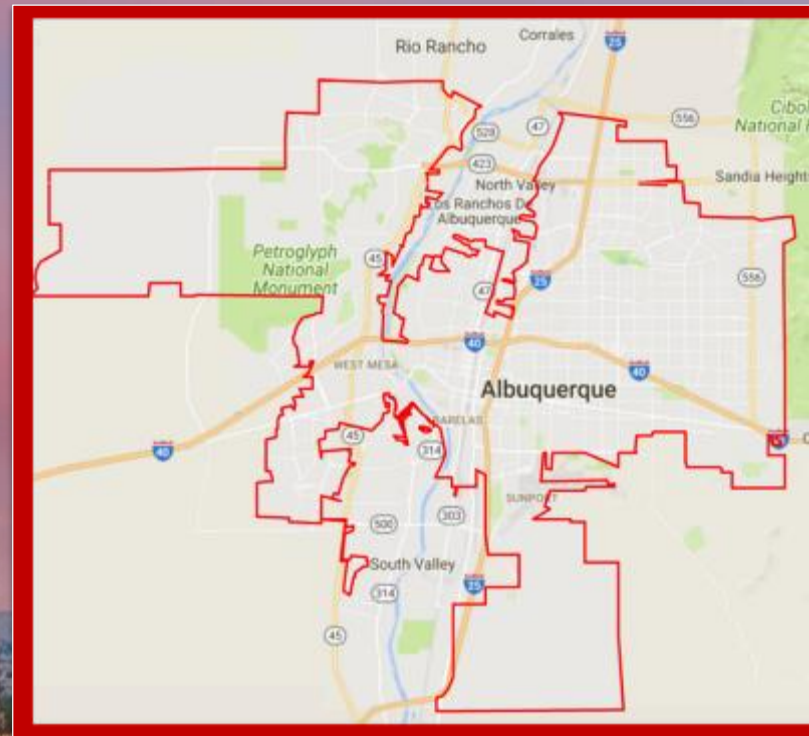 Corrales
Rio Rancho
25
Cibol
National F
556
47
528
423
Sandia Heights
North Valley
Los Ranchos De
Albuquerque
Petroglyph
National
Monument
45
556
25
47
40
WEST MESA
40
Albuquerque
BARELAS
45
314
40
SUNPORT
303
500
South Valley
25
314
45